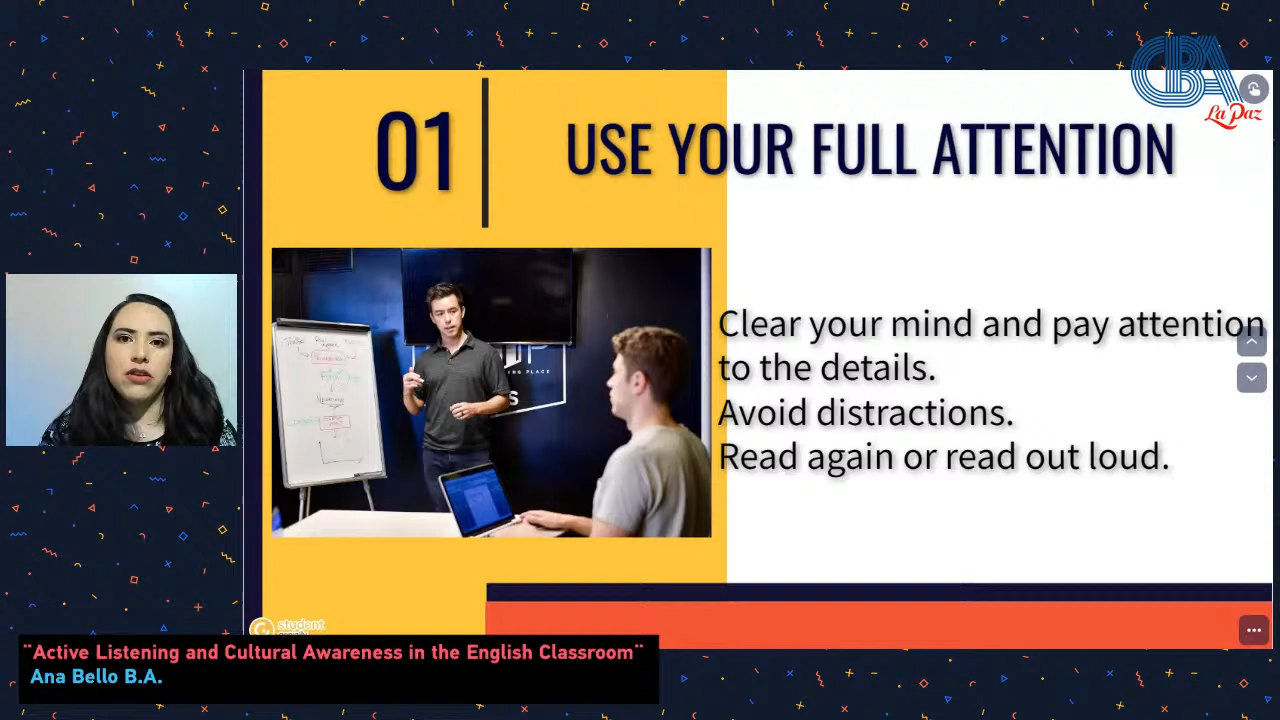 CBA
La Paz
01
USE YOUR FULL ATTENTION
Clear your mind and pay attention
to the details.
Avoid distractions.
Read again or read out loud.
student
"Active Listening and Cultural Awareness in the English Classroom"
Ana Bello B.A.